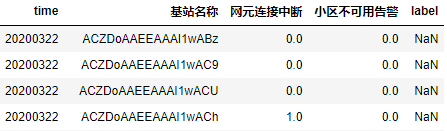 time 基站名称 网元连接中断 小区不可用告警 label
20200322 ACZDoAAEEAAAI1wABz 0.0 0.0 NaN
20200322 ACZDoAAEEAAAI1wAC9 0.0 0.0 NaN
20200322 ACZDoAAEEAAAI1wACU 0.0 0.0 NaN
20200322 ACZDoAAEEAAAI1wACh 1.0 0.0 NaN